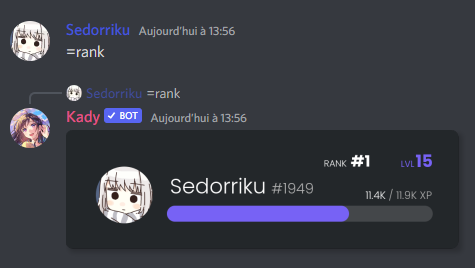 Sedorriku Aujourd'hui à 13:56
=rank
Sedorriku =rank
Kady BOT Aujourd'hui à 13:56
RANK #1 LVL 15
Sedorriku #1949
11.4K / 11.9K XP